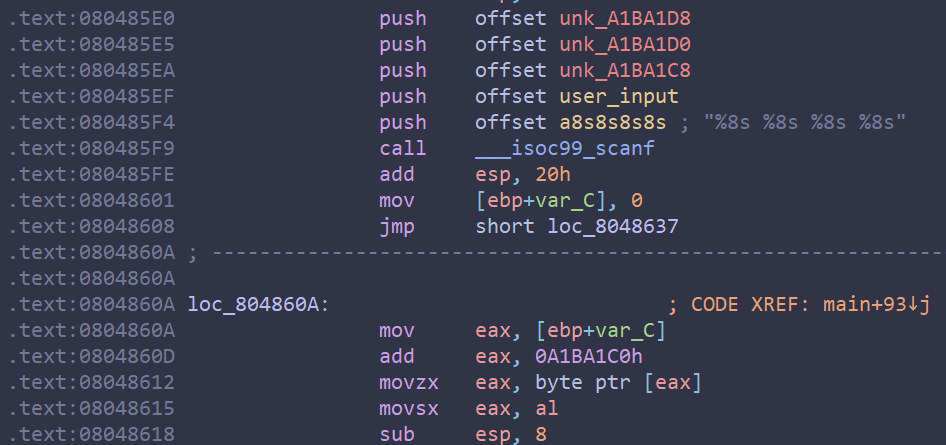 .text:080485E0 push offset unk_A1BA1D8
.text:080485E5 push offset unk_A1BA1D0
.text:080485EA push offset unk_A1BA1C8
.text:080485EF push offset user_input
.text:080485F4 push offset a8s8s8s8s ; "%8s %8s %8s %8s"
.text:080485F9 call ___isoc99_scanf
.text:080485FE add esp, 20h
.text:08048601 mov [ebp+var_C], 0
.text:08048608 jmp short loc_8048637
.text:0804860A ; ---------------------------------------------------------------
.text:0804860A
.text:0804860A loc_804860A: ; CODE XREF: main+93↓j
.text:0804860A mov eax, [ebp+var_C]
.text:0804860D add eax, 0A1BA1C0h
.text:08048612 movzx eax, byte ptr [eax]
.text:08048615 movsx eax, al
.text:08048618 sub esp, 8